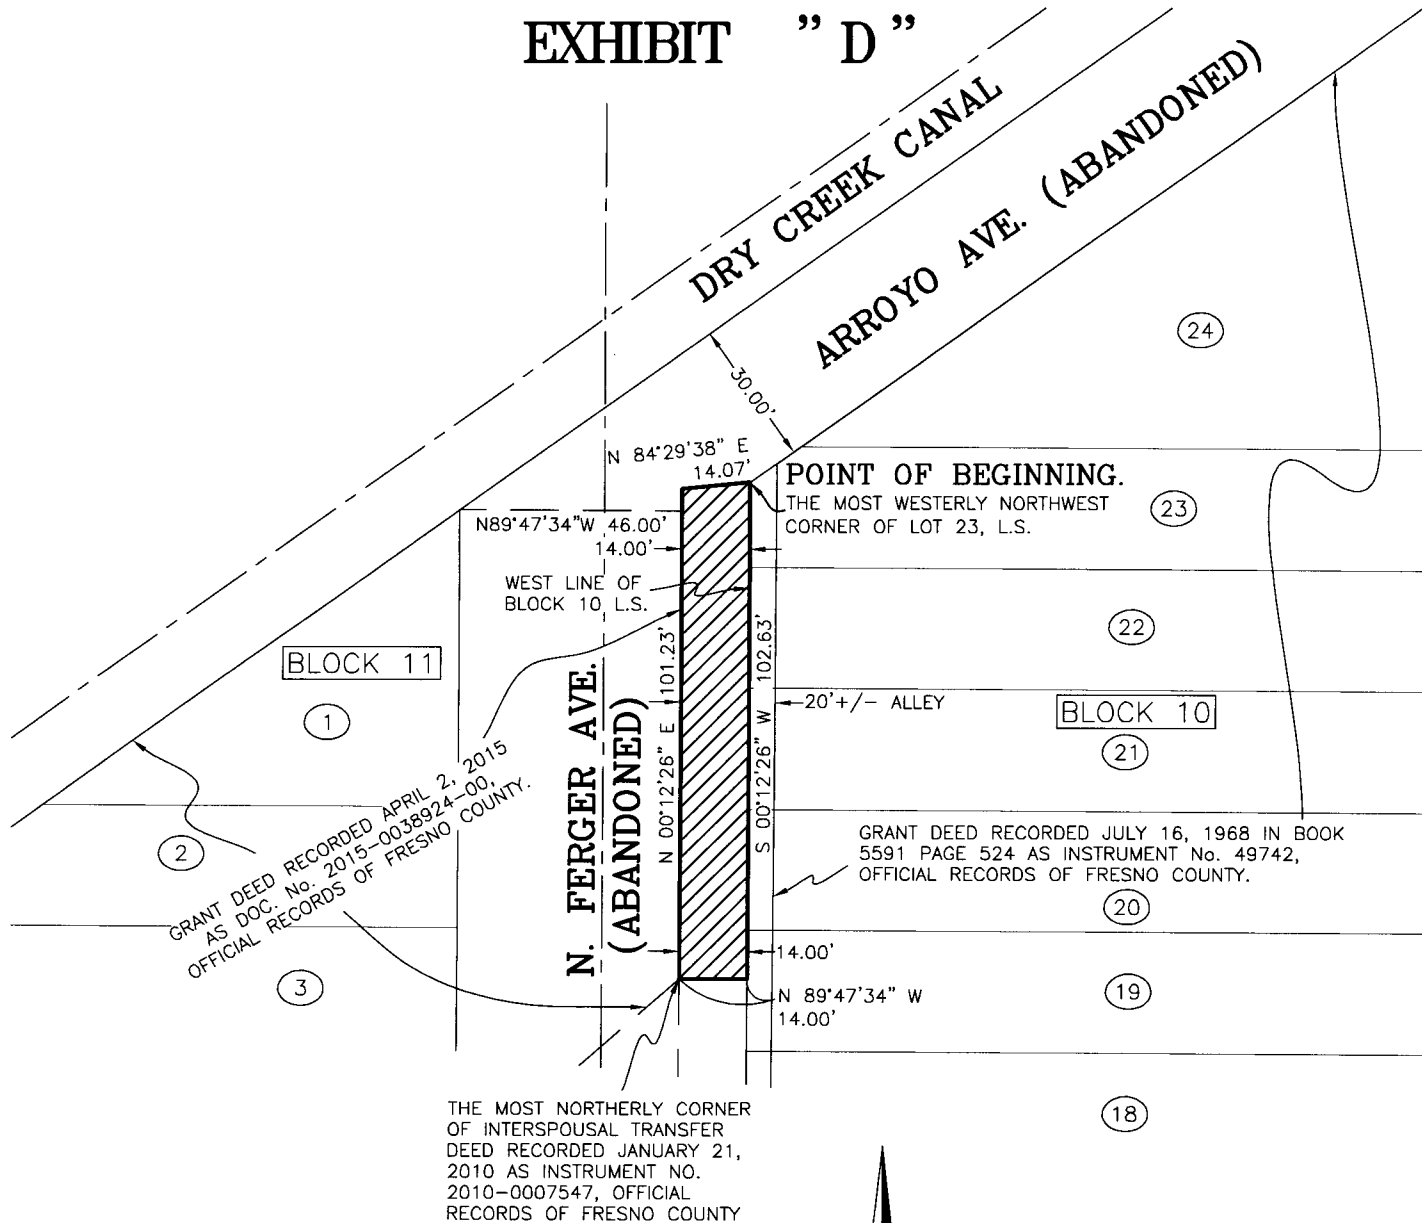 EXHIBIT "D"
DRY CREEK CANAL
ARROYO AVE. (ABANDONED)
24
30.00'
N 84°29'38" E
14.07'
POINT OF BEGINNING.
THE MOST WESTERLY NORTHWEST
CORNER OF LOT 23, L.S.
23
N89°47'34"W 46.00'
14.00'
WEST LINE OF
BLOCK 10 L.S.
22
BLOCK 11
1
N 00°12'26" E 101.23'
S 00°12'26" W 102.63'
20'+/- ALLEY
BLOCK 10
21
N. FERGER AVE.
(ABANDONED)
GRANT DEED RECORDED APRIL 2, 2015
AS DOC. No. 2015-0038924-00,
OFFICIAL RECORDS OF FRESNO COUNTY.
2
GRANT DEED RECORDED JULY 16, 1968 IN BOOK
5591 PAGE 524 AS INSTRUMENT No. 49742,
OFFICIAL RECORDS OF FRESNO COUNTY.
20
14.00'
3
N 89°47'34" W
14.00'
19
THE MOST NORTHERLY CORNER
OF INTERSPOUSAL TRANSFER
DEED RECORDED JANUARY 21,
2010 AS INSTRUMENT NO.
2010-0007547, OFFICIAL
RECORDS OF FRESNO COUNTY
18